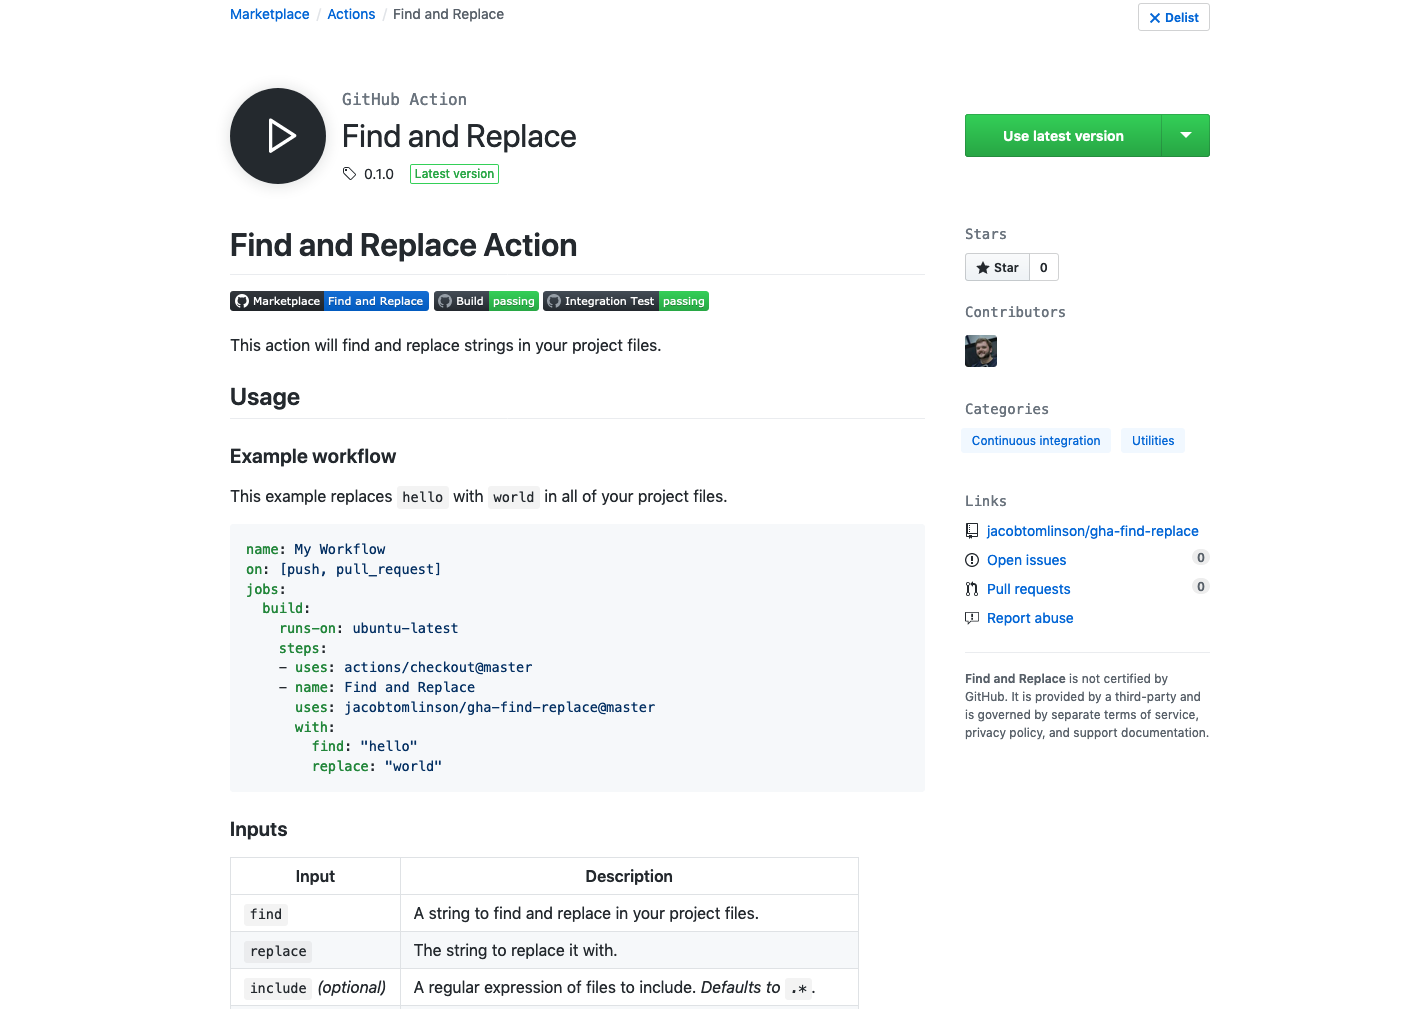 Marketplace / Actions / Find and Replace
Delist
GitHub Action
Find and Replace
0.1.0 Latest version
Use latest version
Find and Replace Action
Marketplace Find and Replace Build passing Integration Test passing
This action will find and replace strings in your project files.
Usage
Example workflow
This example replaces hello with world in all of your project files.
name: My Workflow
on: [push, pull_request]
jobs:
  build:
    runs-on: ubuntu-latest
    steps:
    - uses: actions/checkout@master
    - name: Find and Replace
      uses: jacobtomlinson/gha-find-replace@master
      with:
        find: "hello"
        replace: "world"
Inputs
Input Description
find A string to find and replace in your project files.
replace The string to replace it with.
include (optional) A regular expression of files to include. Defaults to .*.
Stars
Star 0
Contributors
Categories
Continuous integration Utilities
Links
jacobtomlinson/gha-find-replace
Open issues 0
Pull requests 0
Report abuse
Find and Replace is not certified by
GitHub. It is provided by a third-party and
is governed by separate terms of service,
privacy policy, and support documentation.